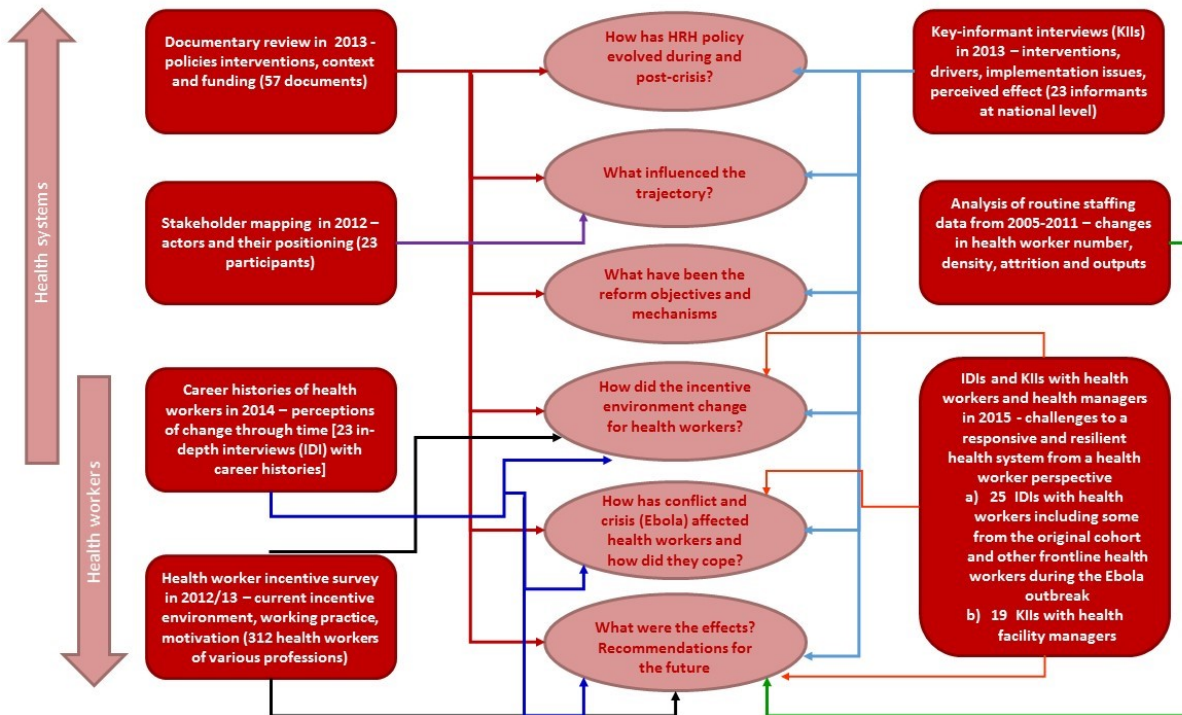 Health systems
Health workers
Documentary review in 2013 -
policies interventions, context
and funding (57 documents)
Stakeholder mapping in 2012 –
actors and their positioning (23
participants)
Career histories of health
workers in 2014 – perceptions
of change through time [23 in-
depth interviews (IDI) with
career histories]
Health worker incentive survey
in 2012/13 – current incentive
environment, working practice,
motivation (312 health workers
of various professions)
How has HRH policy
evolved during and
post-crisis?
What influenced the
trajectory?
What have been the
reform objectives and
mechanisms
How did the incentive
environment change
for health workers?
How has conflict and
crisis (Ebola) affected
health workers and
how did they cope?
What were the effects?
Recommendations for
the future
Key-informant interviews (KIIs)
in 2013 – interventions,
drivers, implementation issues,
perceived effect (23 informants
at national level)
Analysis of routine staffing
data from 2005-2011 – changes
in health worker number,
density, attrition and outputs
IDIs and KIIs with health
workers and health managers
in 2015 - challenges to a
responsive and resilient
health system from a health
worker perspective
a) 25 IDIs with health
workers including some
from the original cohort
and other frontline health
workers during the Ebola
outbreak
b) 19 KIIs with health
facility managers